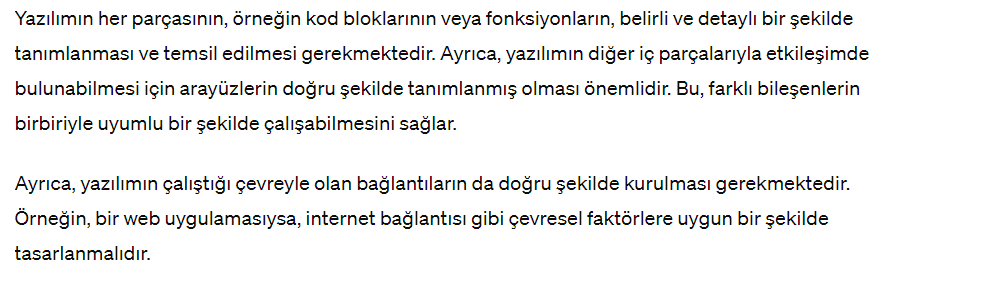 Yazılımın her parçasının, örneğin kod bloklarının veya fonksiyonların, belirli ve detaylı bir şekilde
tanımlanması ve temsil edilmesi gerekmektedir. Ayrıca, yazılımın diğer iç parçalarıyla etkileşimde
bulunabilmesi için arayüzlerin doğru şekilde tanımlanmış olması önemlidir. Bu, farklı bileşenlerin
birbiriyle uyumlu bir şekilde çalışabilmesini sağlar.
Ayrıca, yazılımın çalıştığı çevreyle olan bağlantıların da doğru şekilde kurulması gerekmektedir.
Örneğin, bir web uygulamasıysa, internet bağlantısı gibi çevresel faktörlere uygun bir şekilde
tasarlanmalıdır.